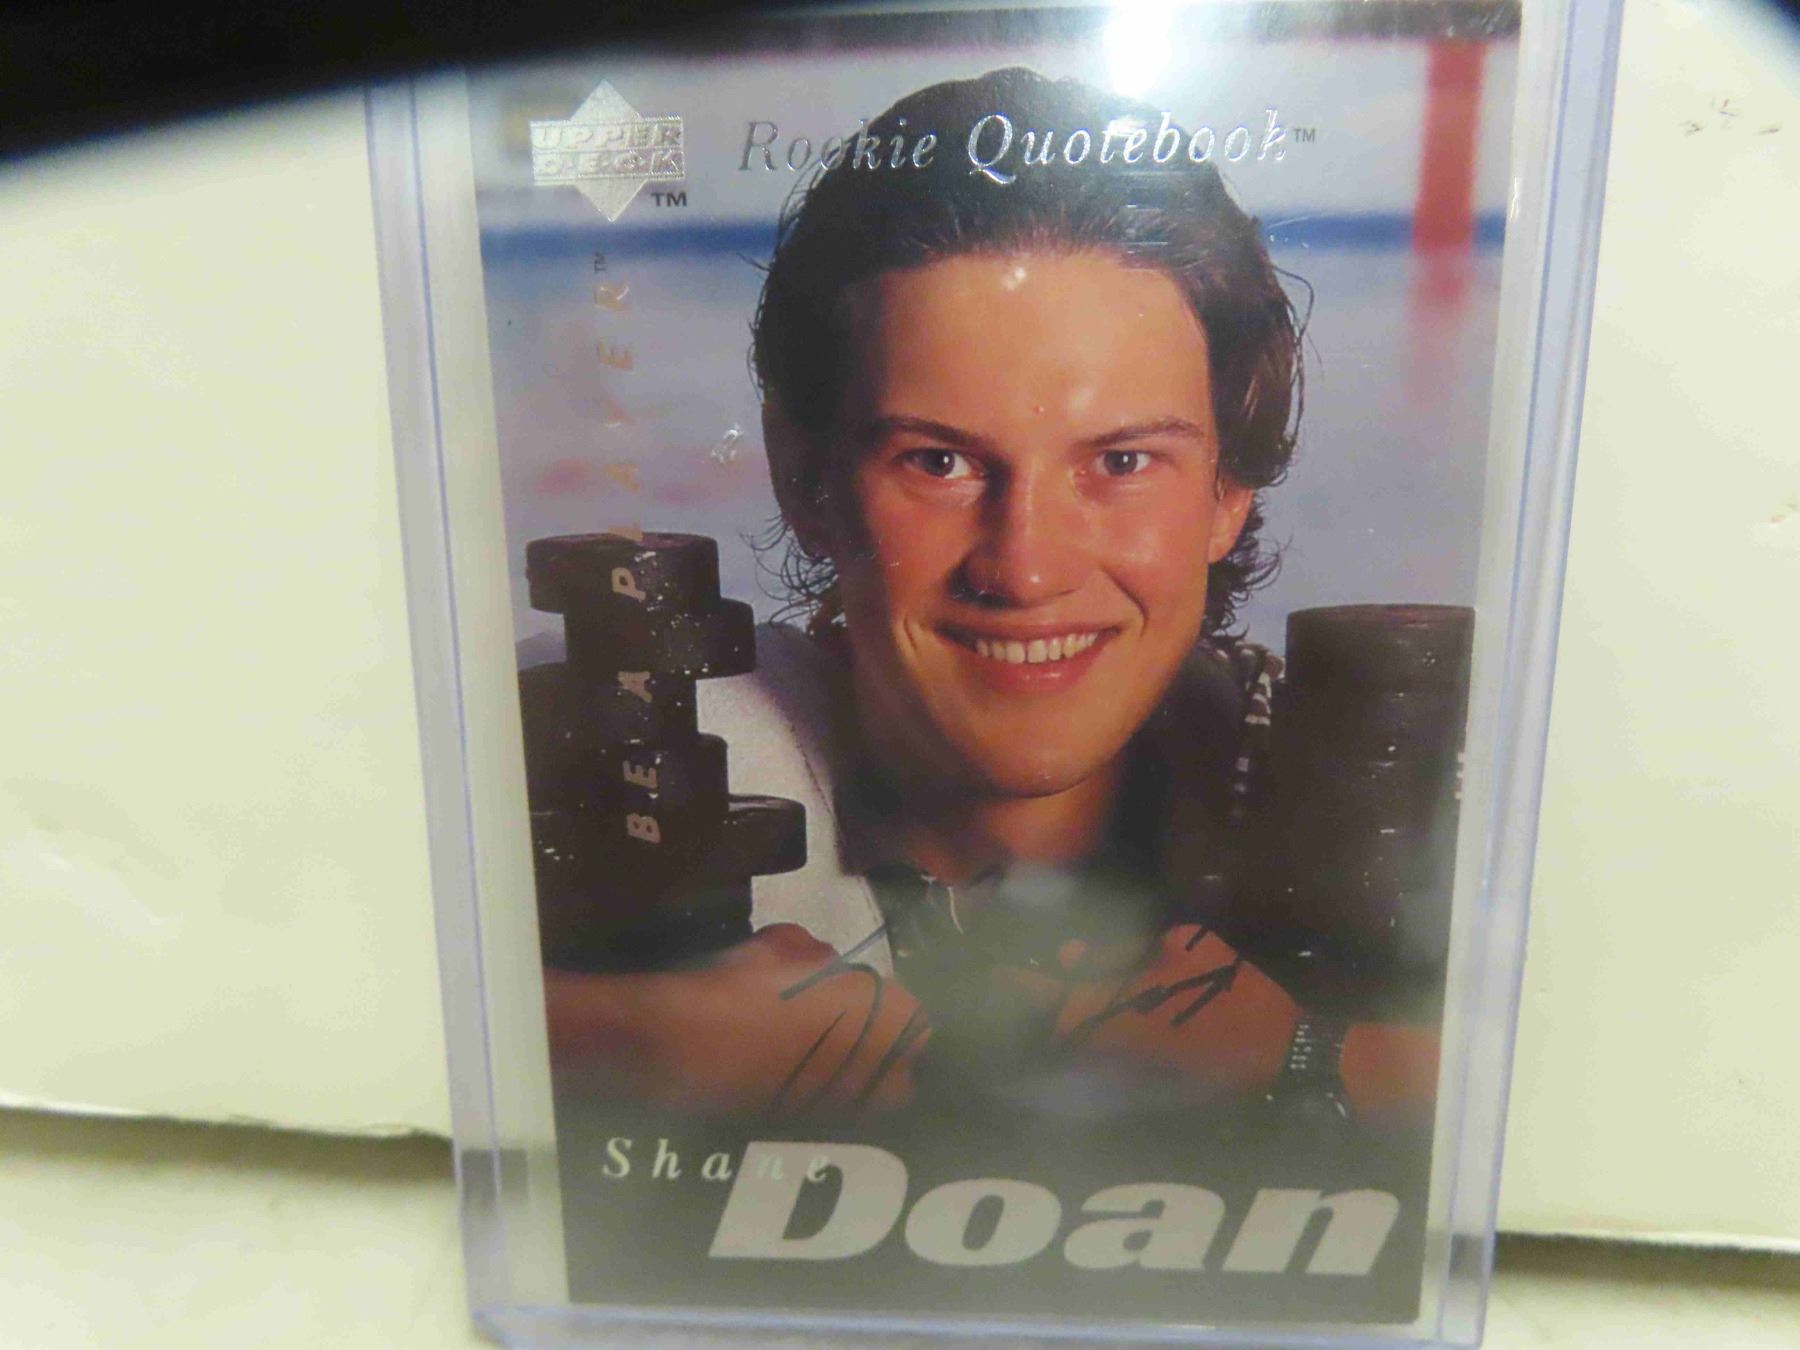 UPPER
DECK
TM
Rookie Quotebook™
BE A PLAYER™
Shane
Doan